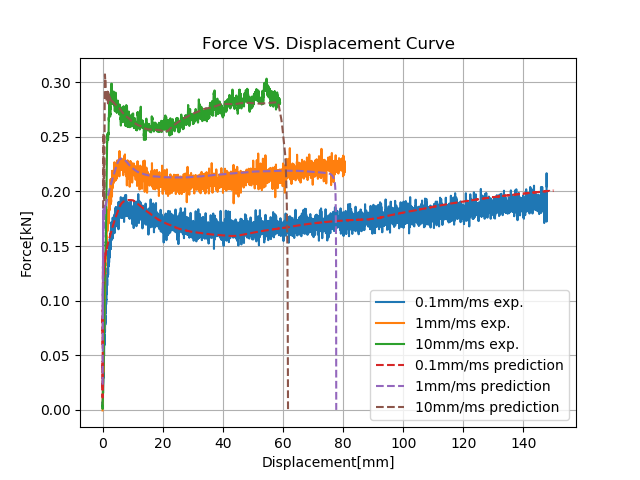 Force VS. Displacement Curve
Force[kN]
0.30
0.25
0.20
0.15
0.10
0.05
0.00
0.1mm/ms exp.
1mm/ms exp.
10mm/ms exp.
0.1mm/ms prediction
1mm/ms prediction
10mm/ms prediction
0 20 40 60 80 100 120 140
Displacement[mm]